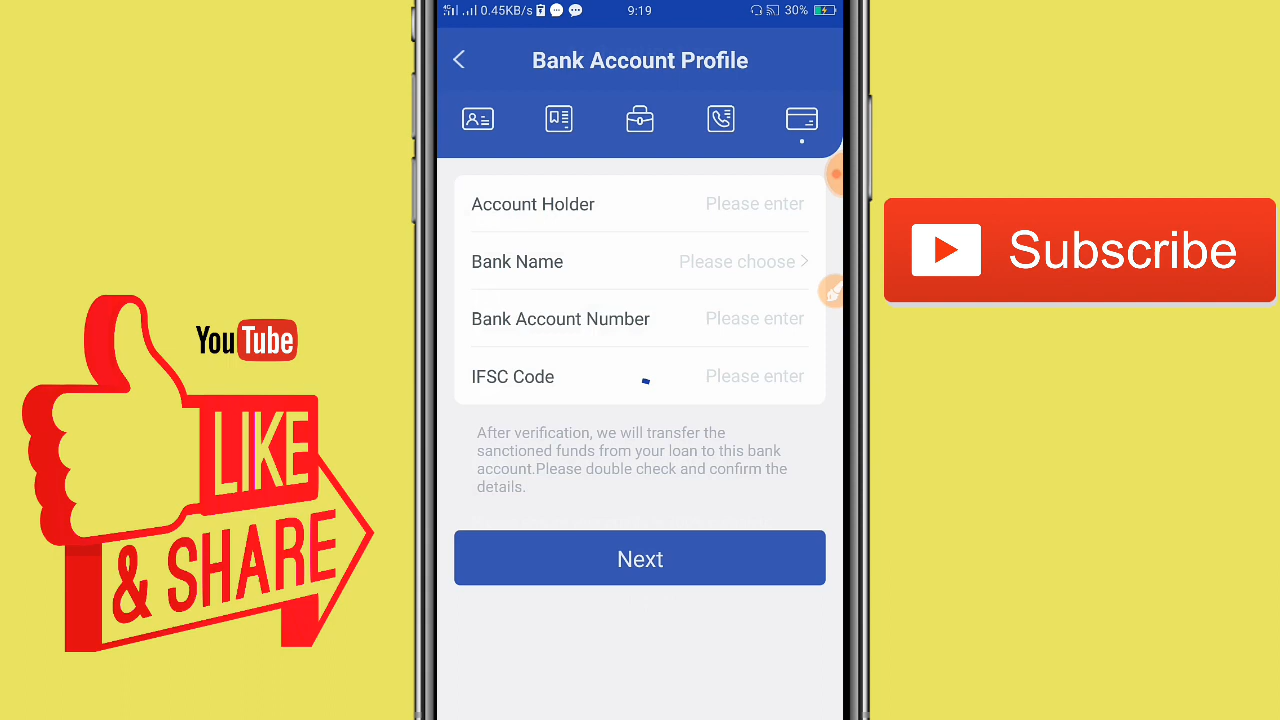 0.45KB/s
9:19
30%
Bank Account Profile
Account Holder
Please enter
Bank Name
Please choose
Bank Account Number
Please enter
IFSC Code
Please enter
After verification, we will transfer the
sanctioned funds from your loan to this bank
account.Please double check and confirm the
details.
Next
YouTube
LIKE
& SHARE
Subscribe